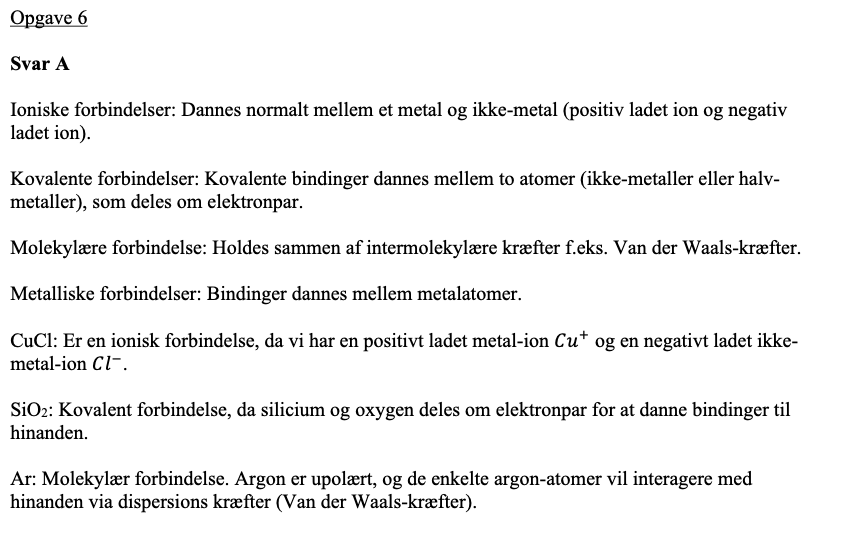 Opgave 6
Svar A
Ioniske forbindelser: Dannes normalt mellem et metal og ikke-metal (positiv ladet ion og negativ
ladet ion).
Kovalente forbindelser: Kovalente bindinger dannes mellem to atomer (ikke-metaller eller halv-
metaller), som deles om elektronpar.
Molekylære forbindelse: Holdes sammen af intermolekylære kræfter f.eks. Van der Waals-kræfter.
Metalliske forbindelser: Bindinger dannes mellem metalatomer.
CuCl: Er en ionisk forbindelse, da vi har en positivt ladet metal-ion Cu⁺ og en negativt ladet ikke-
metal-ion Cl⁻.
SiO₂: Kovalent forbindelse, da silicium og oxygen deles om elektronpar for at danne bindinger til
hinanden.
Ar: Molekylær forbindelse. Argon er upolært, og de enkelte argon-atomer vil interagere med
hinanden via dispersions kræfter (Van der Waals-kræfter).